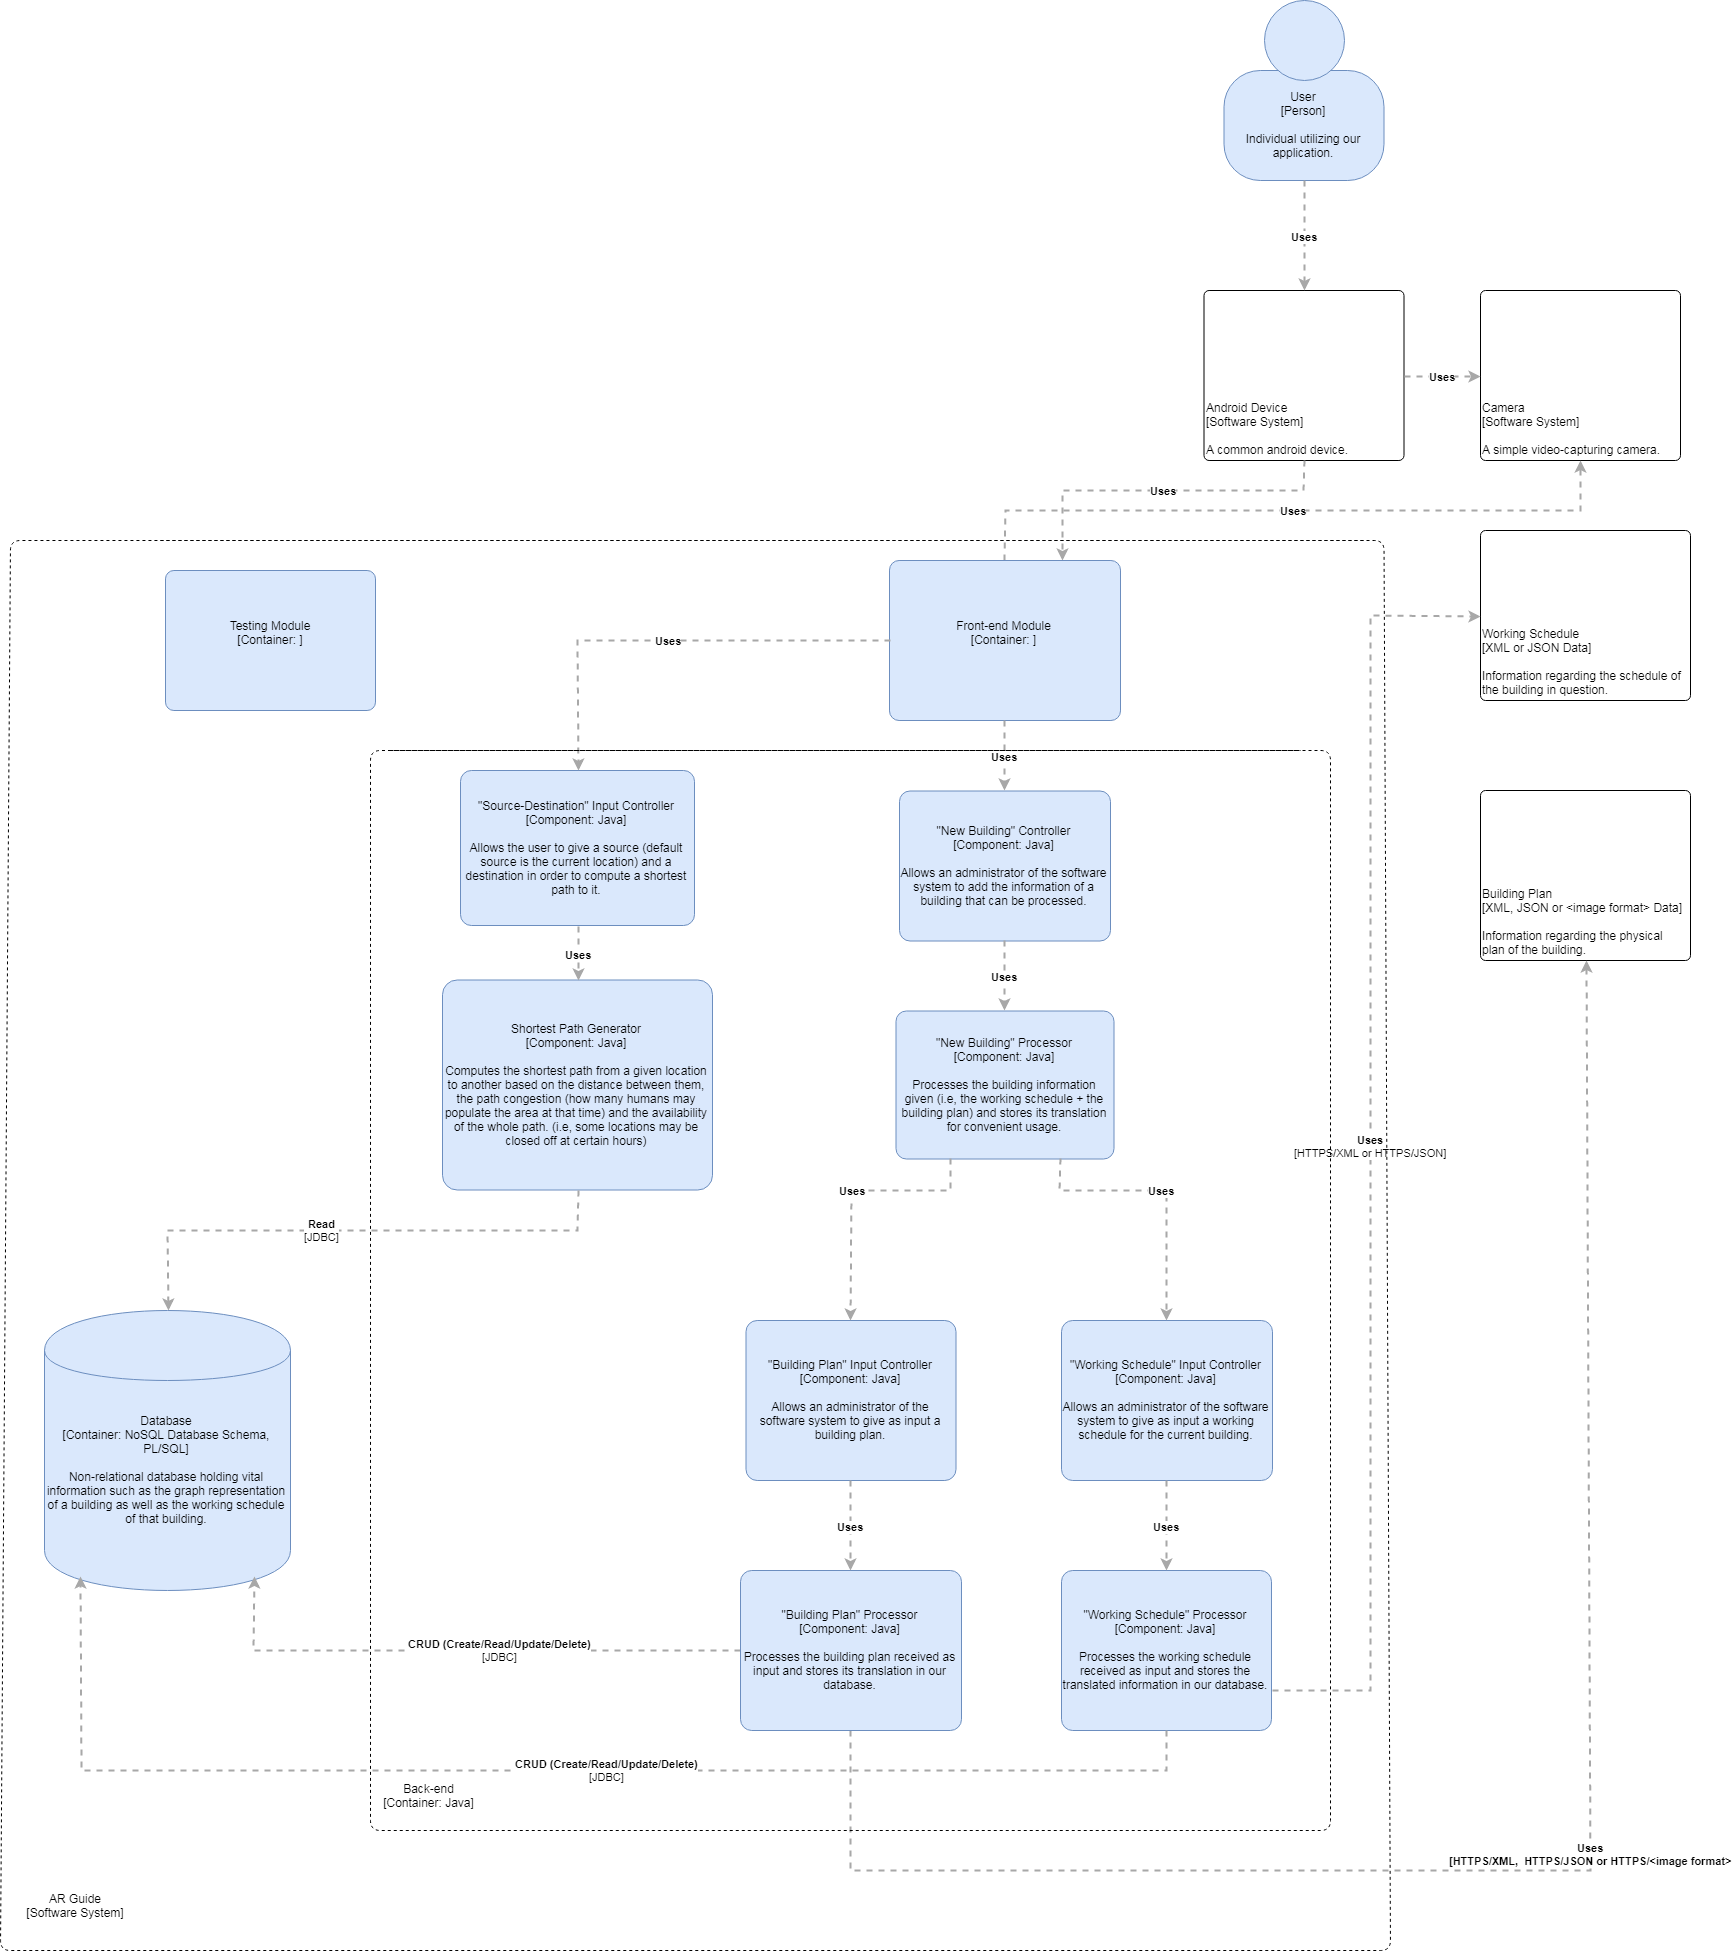 User
[Person]
Individual utilizing our
application.
Uses
Android Device
[Software System]
A common android device.
Uses
Camera
[Software System]
A simple video-capturing camera.
Uses
Uses
Testing Module
[Container: ]
Front-end Module
[Container: ]
Uses
Working Schedule
[XML or JSON Data]
Information regarding the schedule of
the building in question.
Uses
"Source-Destination" Input Controller
[Component: Java]
Allows the user to give a source (default
source is the current location) and a
destination in order to compute a shortest
path to it.
"New Building" Controller
[Component: Java]
Allows an administrator of the software
system to add the information of a
building that can be processed.
Building Plan
[XML, JSON or <image format> Data]
Information regarding the physical
plan of the building.
Uses
Uses
Shortest Path Generator
[Component: Java]
Computes the shortest path from a given location
to another based on the distance between them,
the path congestion (how many humans may
populate the area at that time) and the availability
of the whole path. (i.e, some locations may be
closed off at certain hours)
"New Building" Processor
[Component: Java]
Processes the building information
given (i.e, the working schedule + the
building plan) and stores its translation
for convenient usage.
Uses
[HTTPS/XML or HTTPS/JSON]
Uses
Uses
Read
[JDBC]
Database
[Container: NoSQL Database Schema,
PL/SQL]
Non-relational database holding vital
information such as the graph representation
of a building as well as the working schedule
of that building.
"Building Plan" Input Controller
[Component: Java]
Allows an administrator of the
software system to give as input a
building plan.
"Working Schedule" Input Controller
[Component: Java]
Allows an administrator of the software
system to give as input a working
schedule for the current building.
Uses
Uses
"Building Plan" Processor
[Component: Java]
Processes the building plan received as
input and stores its translation in our
database.
"Working Schedule" Processor
[Component: Java]
Processes the working schedule
received as input and stores the
translated information in our database.
CRUD (Create/Read/Update/Delete)
[JDBC]
CRUD (Create/Read/Update/Delete)
[JDBC]
Back-end
[Container: Java]
Uses
[HTTPS/XML,  HTTPS/JSON or HTTPS/<image format>
AR Guide
[Software System]